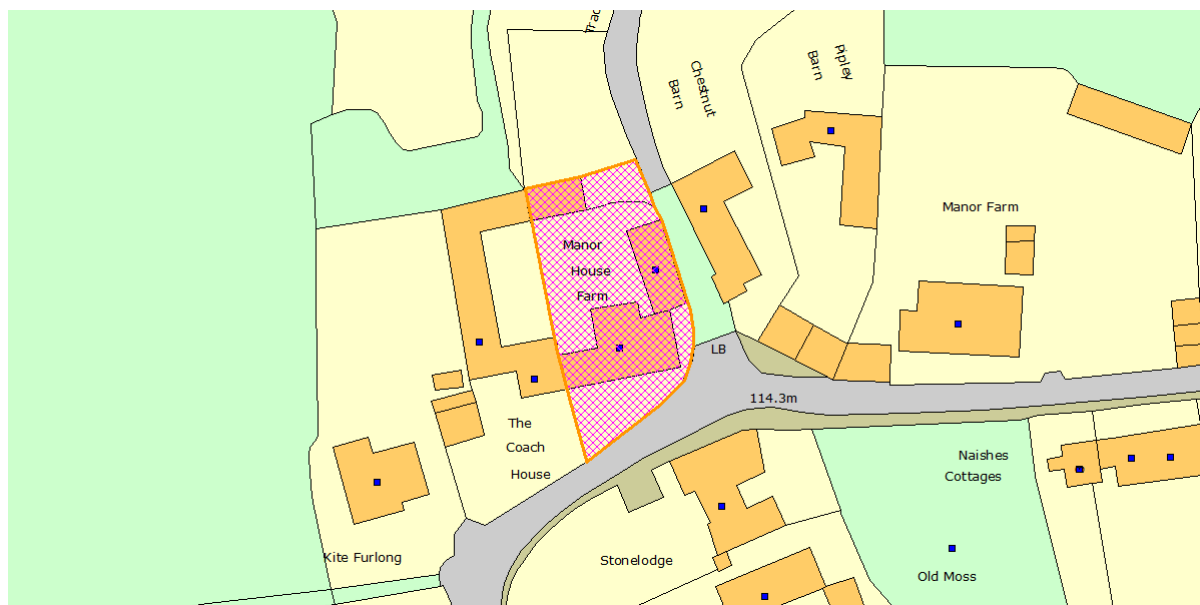 Trac
Chestnut
Barn
Pipley
Barn
Manor Farm
Manor
House
Farm
LB
114.3m
The
Coach
House
Naishes
Cottages
Kite Furlong
Stonelodge
Old Moss